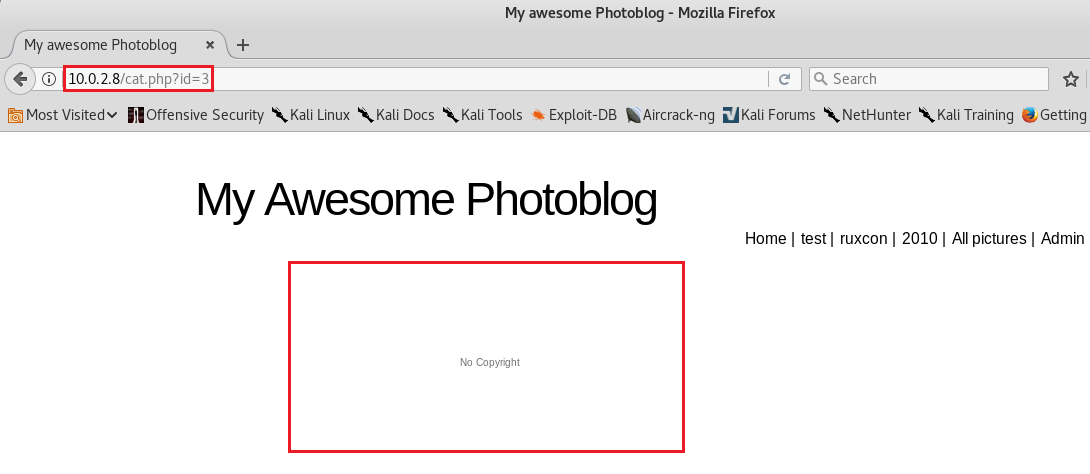 My awesome Photoblog - Mozilla Firefox
My awesome Photoblog
10.0.2.8/cat.php?id=3
Search
Most Visited Offensive Security Kali Linux Kali Docs Kali Tools Exploit-DB Aircrack-ng Kali Forums NetHunter Kali Training Getting
My Awesome Photoblog
Home | test | ruxcon | 2010 | All pictures | Admin
No Copyright